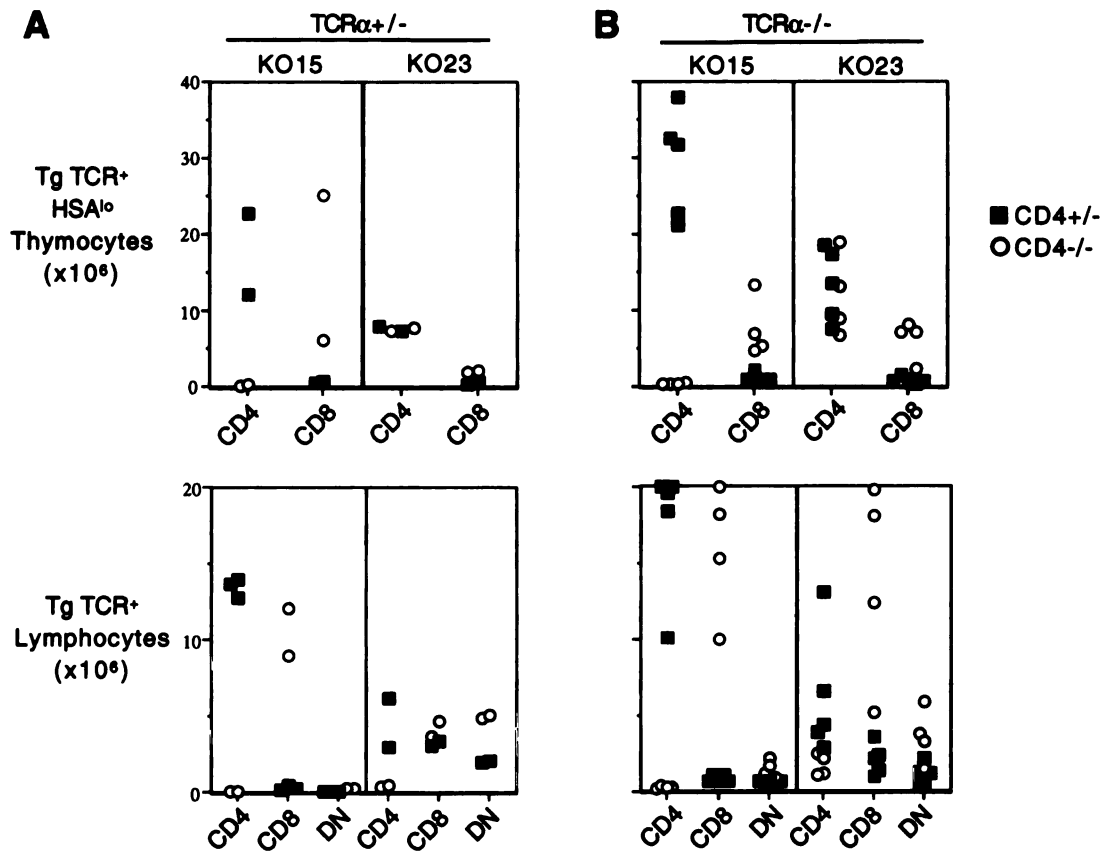 A
TCRα+/-
KO15 KO23
B
TCRα-/-
KO15 KO23
40
30
20
10
0
Tg TCR⁺
HSAˡᵒ
Thymocytes
(x10⁶)
CD4 CD8 CD4 CD8
CD4 CD8 CD4 CD8
CD4+/-
CD4-/-
20
10
0
Tg TCR⁺
Lymphocytes
(x10⁶)
CD4 CD8 DN CD4 CD8 DN
CD4 CD8 DN CD4 CD8 DN